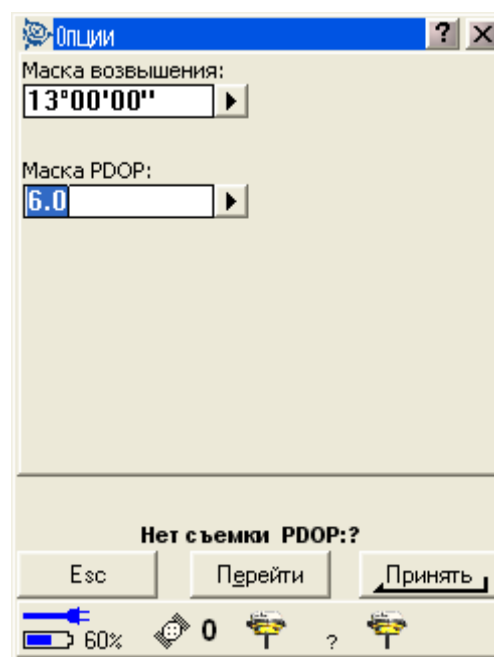 Опции ? X
Маска возвышения:
13°00'00"
Маска PDOP:
6.0
Нет съемки PDOP:?
Esc Перейти Принять
60% 0 ?